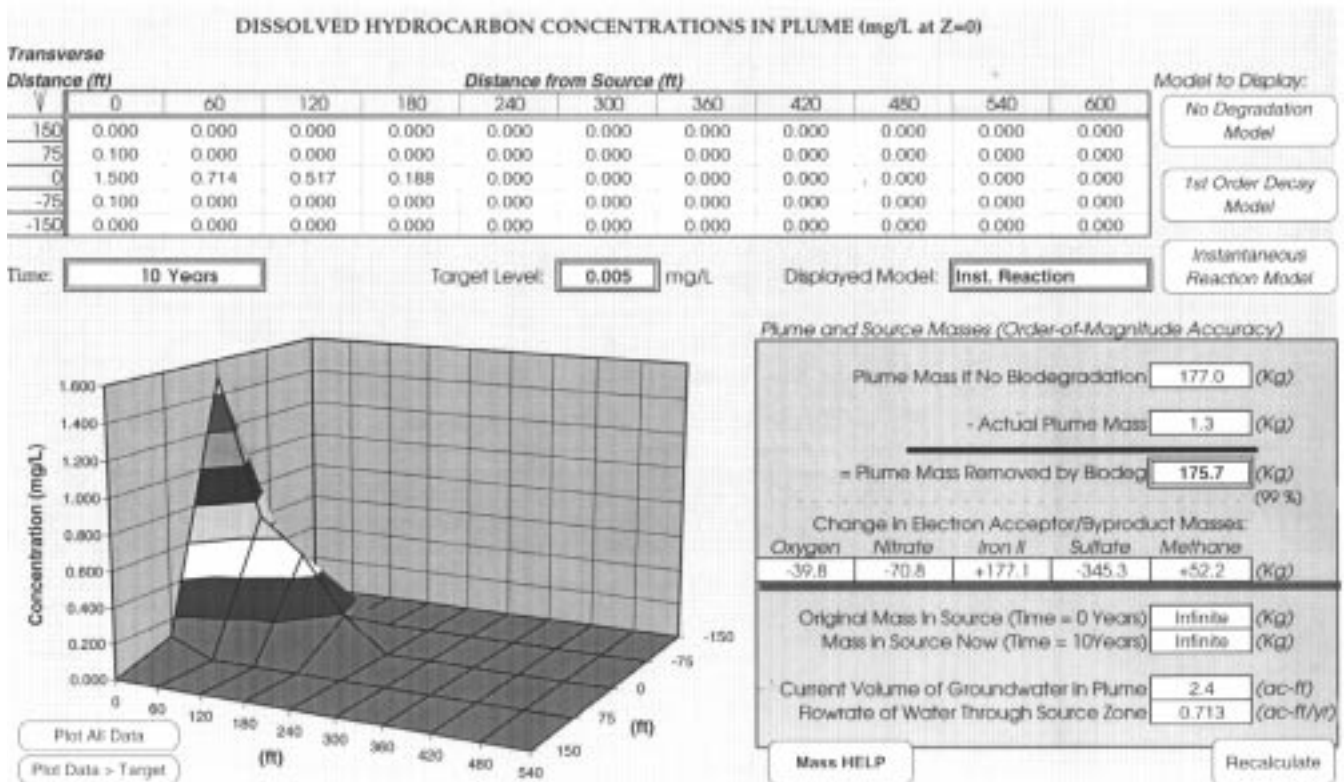 DISSOLVED HYDROCARBON CONCENTRATIONS IN PLUME (mg/L at Z=0)
Transverse
Distance (ft) Distance from Source (ft) Model to Display:
0 60 120 180 240 300 360 420 480 540 600
150 0.000 0.000 0.000 0.000 0.000 0.000 0.000 0.000 0.000 0.000 0.000
75 0.100 0.000 0.000 0.000 0.000 0.000 0.000 0.000 0.000 0.000 0.000
0 1.500 0.714 0.517 0.188 0.000 0.000 0.000 0.000 0.000 0.000 0.000
-75 0.100 0.000 0.000 0.000 0.000 0.000 0.000 0.000 0.000 0.000 0.000
-150 0.000 0.000 0.000 0.000 0.000 0.000 0.000 0.000 0.000 0.000 0.000
No Degradation
Model
1st Order Decay
Model
Instantaneous
Reaction Model
Time: 10 Years Target Level: 0.005 mg/L Displayed Model: Inst. Reaction
Concentration (mg/L)
1.600
1.400
1.200
1.000
0.800
0.600
0.400
0.200
0.000
0 60 120 180 240 300 360 420 480 540
(ft)
-150
-75
0
75
150
(ft)
Plot All Data
Plot Data > Target
Plume and Source Masses (Order-of-Magnitude Accuracy)
Plume Mass If No Biodegradation 177.0 (Kg)
- Actual Plume Mass 1.3 (Kg)
= Plume Mass Removed by Biodeg 175.7 (Kg)
(99 %)
Change in Electron Acceptor/Byproduct Masses:
Oxygen Nitrate Iron II Sulfate Methane
-39.8 -70.8 +177.1 -345.3 +52.2 (Kg)
Original Mass In Source (Time = 0 Years) Infinite (Kg)
Mass in Source Now (Time = 10Years) Infinite (Kg)
Current Volume of Groundwater In Plume 2.4 (ac-ft)
Flowrate of Water Through Source Zone 0.713 (ac-ft/yr)
Mass HELP
Recalculate